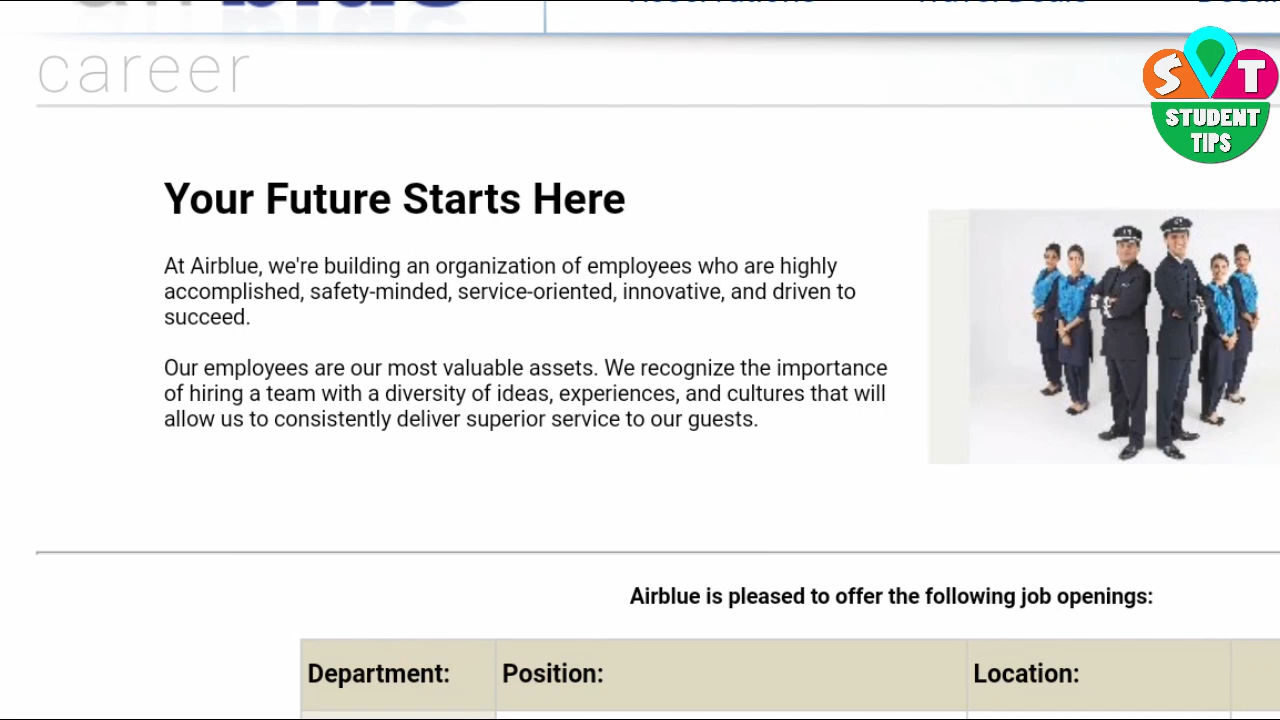 career
S T
STUDENT
TIPS
Your Future Starts Here
At Airblue, we're building an organization of employees who are highly
accomplished, safety-minded, service-oriented, innovative, and driven to
succeed.
Our employees are our most valuable assets. We recognize the importance
of hiring a team with a diversity of ideas, experiences, and cultures that will
allow us to consistently deliver superior service to our guests.
Airblue is pleased to offer the following job openings:
Department: Position: Location: